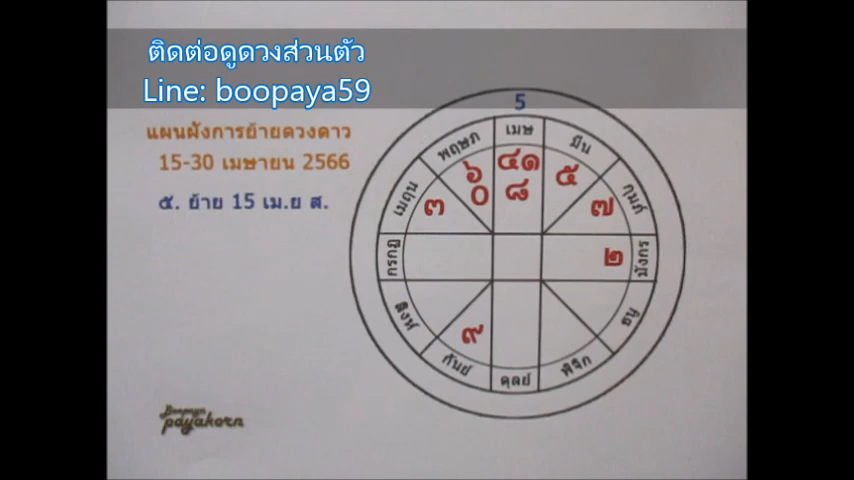 ติดต่อดูดวงส่วนตัว
Line: boopaya59
แผนผังการย้ายดวงดาว
15-30 เมษายน 2566
๕. ย้าย 15 เม.ย ส.
5
เมษ
พฤษภ
มีน
๖
๔๑
๕
เมถุน
๓
๐
๘
๗
กุมภ์
กรกฎ
๒
มังกร
สิงห์
๙
ธนู
กันย์
ตุลย์
พิจิก
Boopaya
payakorn